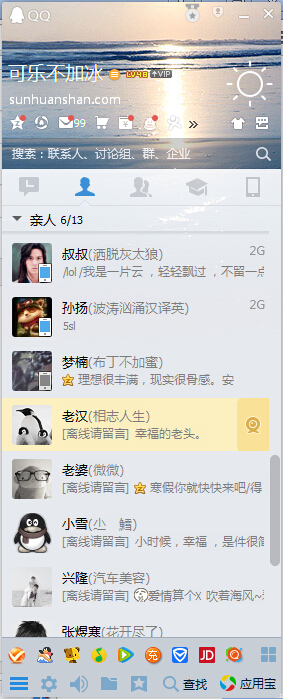 QQ
可乐不加冰 LV48 VIP
sunhuanshan.com
99
搜索：联系人、讨论组、群、企业
亲人 6/13
叔叔(洒脱灰太狼) 2G
/lol /我是一片云，轻轻飘过，不留一点
孙扬(波涛汹涌汉译英) 2G
5sl
梦楠(布丁不加蜜)
理想很丰满，现实很骨感。安
老汉(相志人生)
[离线请留言] 幸福的老头。
老婆(微微)
[离线请留言] 寒假你就快快来吧/得
小雪(尐 鱈)
[离线请留言] 小时候，幸福，是件很简
兴隆(汽车美容)
[离线请留言] 爱情算个X 吹着海风~
张煜寒(花开尽了)
充 JD
查找 应用宝